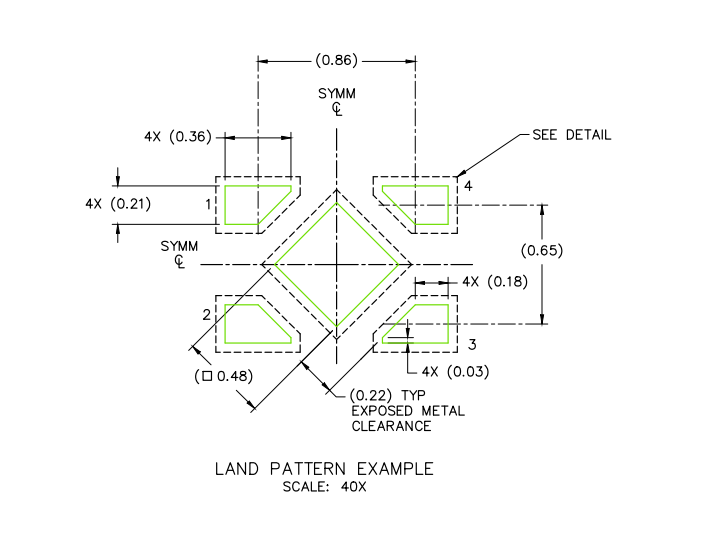 (0.86)
SYMM
℄
4X (0.36)
SEE DETAIL
4
4X (0.21)
1
SYMM
℄
(0.65)
4X (0.18)
2
3
4X (0.03)
(□ 0.48)
(0.22) TYP
EXPOSED METAL
CLEARANCE
LAND PATTERN EXAMPLE
SCALE: 40X